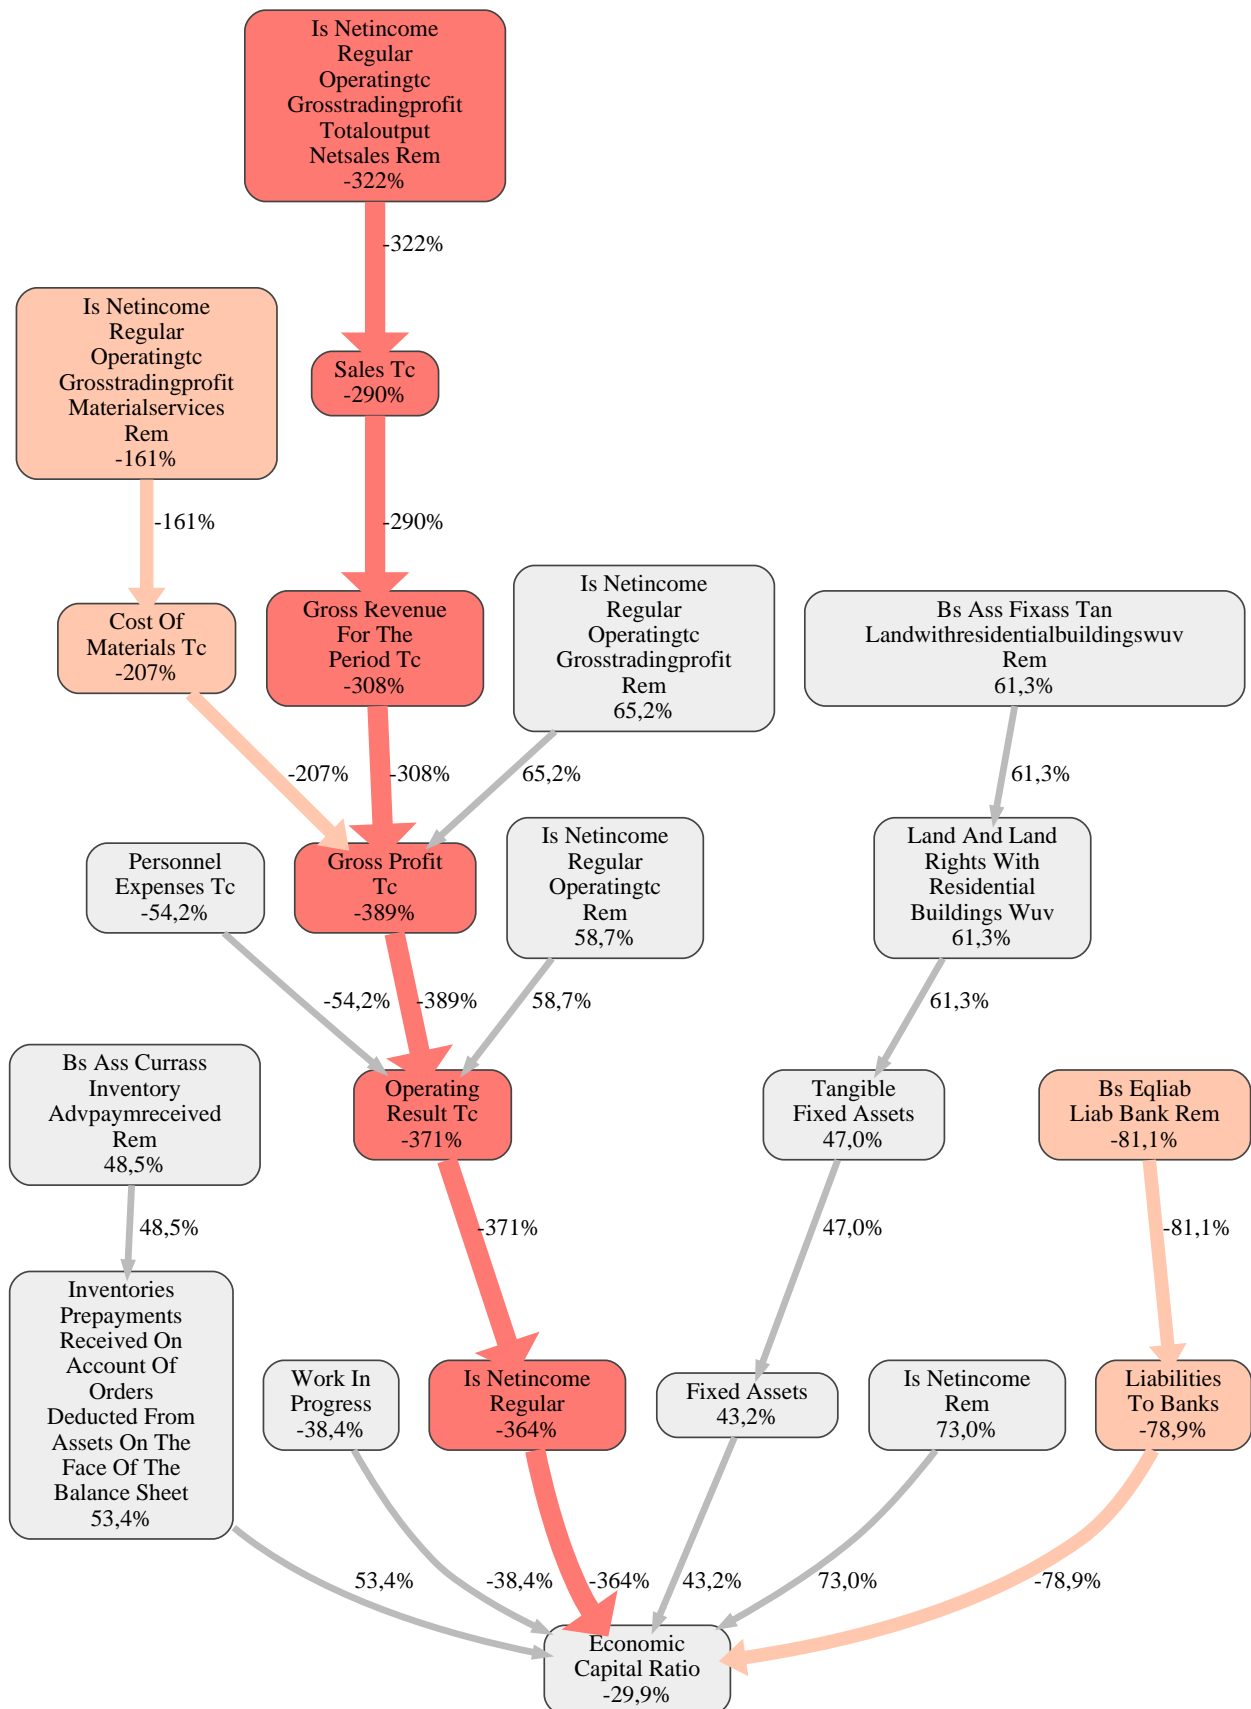 Is Netincome
Regular
Operatingtc
Grosstradingprofit
Totaloutput
Netsales Rem
-322%
-322%
Is Netincome
Regular
Operatingtc
Grosstradingprofit
Materialservices
Rem
-161%
Sales Tc
-290%
-161%
-290%
Cost Of
Materials Tc
-207%
Gross Revenue
For The
Period Tc
-308%
Is Netincome
Regular
Operatingtc
Grosstradingprofit
Rem
65,2%
Bs Ass Fixass Tan
Landwithresidentialbuildingswuv
Rem
61,3%
-207%
-308%
65,2%
61,3%
Personnel
Expenses Tc
-54,2%
Gross Profit
Tc
-389%
Is Netincome
Regular
Operatingtc
Rem
58,7%
Land And Land
Rights With
Residential
Buildings Wuv
61,3%
-54,2%
-389%
58,7%
61,3%
Bs Ass Currass
Inventory
Advpaymreceived
Rem
48,5%
Operating
Result Tc
-371%
Tangible
Fixed Assets
47,0%
Bs Eqliab
Liab Bank Rem
-81,1%
48,5%
-371%
47,0%
-81,1%
Inventories
Prepayments
Received On
Account Of
Orders
Deducted From
Assets On The
Face Of The
Balance Sheet
53,4%
Work In
Progress
-38,4%
Is Netincome
Regular
-364%
Fixed Assets
43,2%
Is Netincome
Rem
73,0%
Liabilities
To Banks
-78,9%
53,4%
-38,4%
-364%
43,2%
73,0%
-78,9%
Economic
Capital Ratio
-29,9%